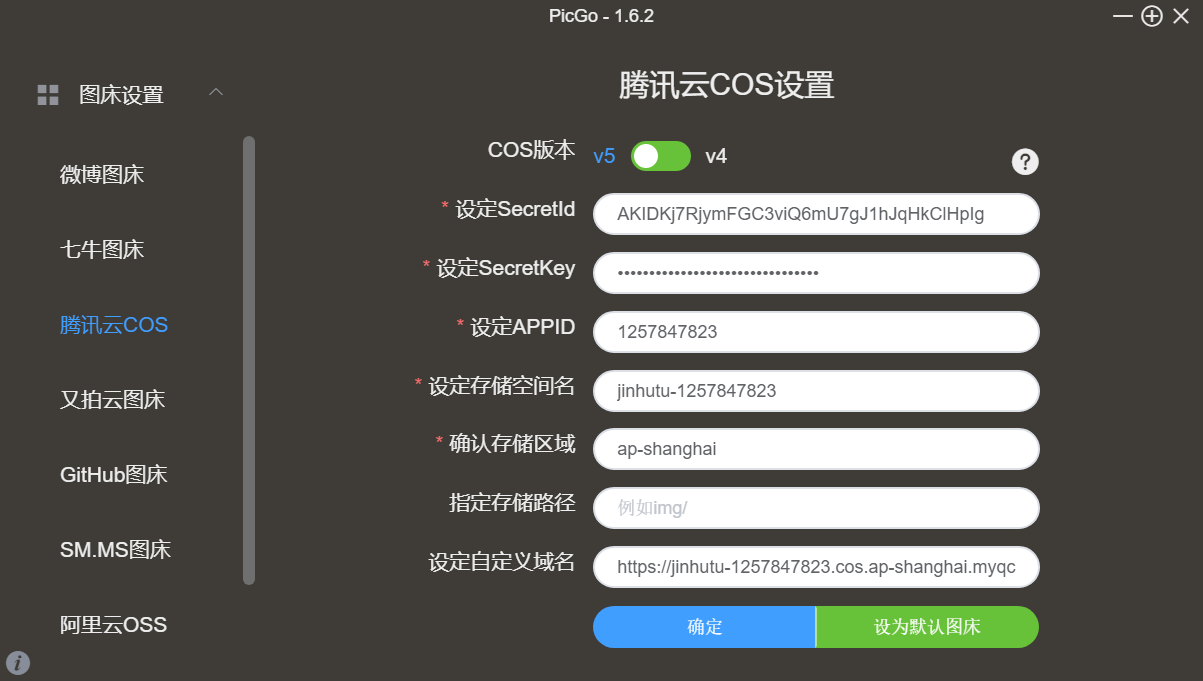 PicGo - 1.6.2
图床设置
微博图床
七牛图床
腾讯云COS
又拍云图床
GitHub图床
SM.MS图床
阿里云OSS
腾讯云COS设置
COS版本 v5 v4
?
* 设定SecretId AKIDKj7RjymFGC3viQ6mU7gJ1hJqHkClHpIg
* 设定SecretKey ••••••••••••••••••••••••••••••••
* 设定APPID 1257847823
* 设定存储空间名 jinhutu-1257847823
* 确认存储区域 ap-shanghai
指定存储路径 例如img/
设定自定义域名 https://jinhutu-1257847823.cos.ap-shanghai.myqc
确定 设为默认图床
i